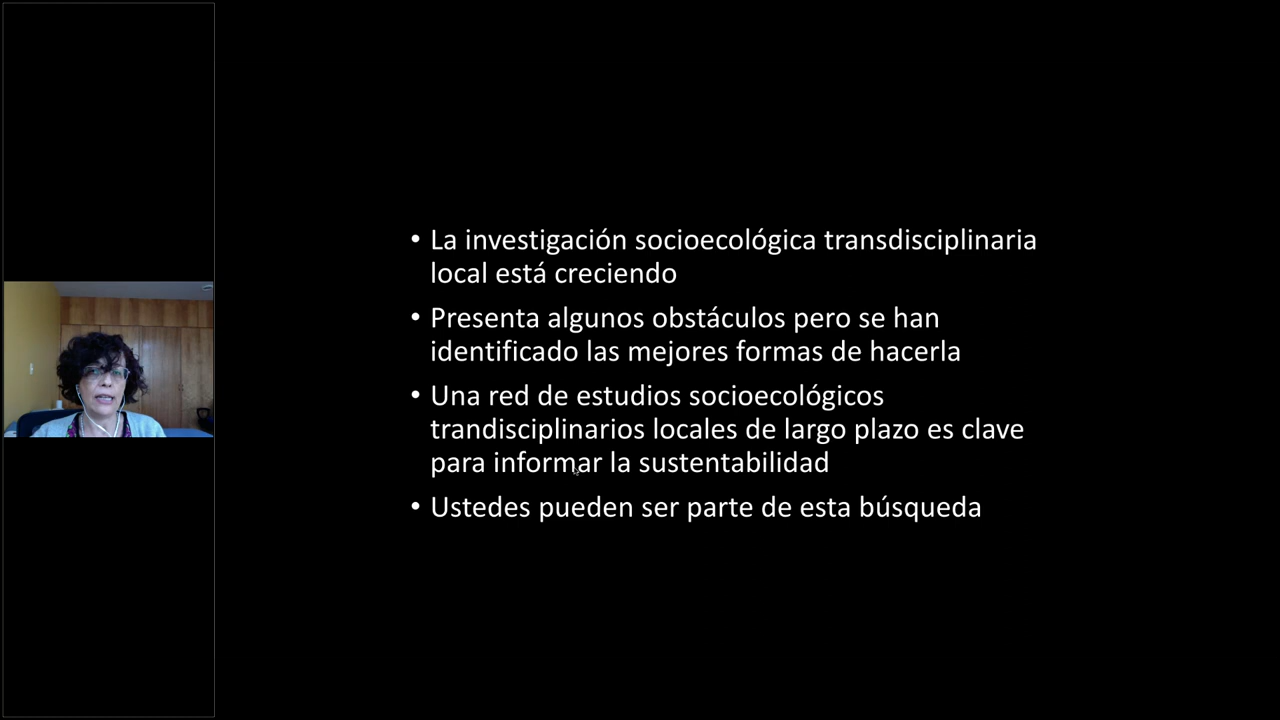 • La investigación socioecológica transdisciplinaria
local está creciendo
• Presenta algunos obstáculos pero se han
identificado las mejores formas de hacerla
• Una red de estudios socioecológicos
trandisciplinarios locales de largo plazo es clave
para informar la sustentabilidad
• Ustedes pueden ser parte de esta búsqueda